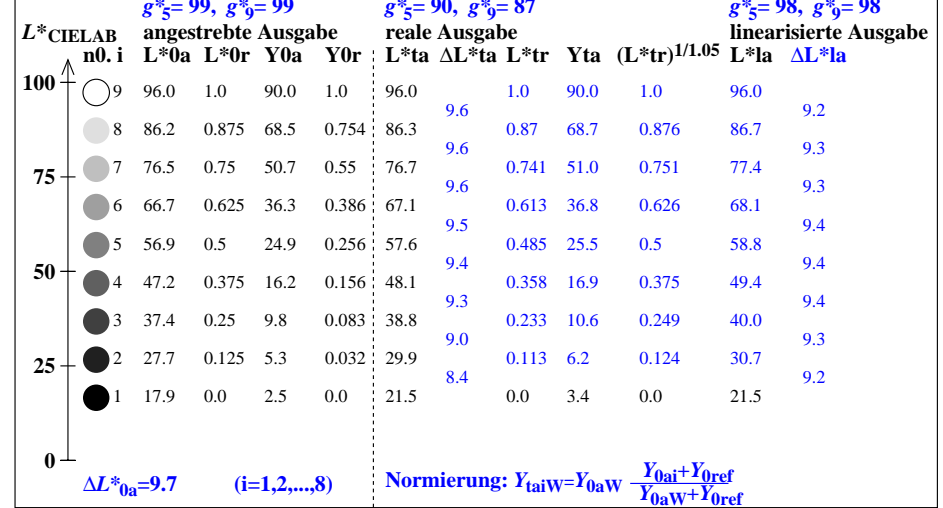 g*5= 99, g*9= 99 g*5= 90, g*9= 87 g*5= 98, g*9= 98
L*CIELAB angestrebte Ausgabe reale Ausgabe linearisierte Ausgabe
n0. i L*0a L*0r Y0a Y0r L*ta ΔL*ta L*tr Yta (L*tr)1/1.05 L*la ΔL*la
100 9 96.0 1.0 90.0 1.0 96.0 1.0 90.0 1.0 96.0
9.6 9.2
8 86.2 0.875 68.5 0.754 86.3 0.87 68.7 0.876 86.7
9.6 9.3
75 7 76.5 0.75 50.7 0.55 76.7 0.741 51.0 0.751 77.4
9.6 9.3
6 66.7 0.625 36.3 0.386 67.1 0.613 36.8 0.626 68.1
9.5 9.4
5 56.9 0.5 24.9 0.256 57.6 0.485 25.5 0.5 58.8
50 9.4 9.4
4 47.2 0.375 16.2 0.156 48.1 0.358 16.9 0.375 49.4
9.3 9.4
3 37.4 0.25 9.8 0.083 38.8 0.233 10.6 0.249 40.0
9.0 9.3
25 2 27.7 0.125 5.3 0.032 29.9 0.113 6.2 0.124 30.7
8.4 9.2
1 17.9 0.0 2.5 0.0 21.5 0.0 3.4 0.0 21.5
0
ΔL*0a=9.7 (i=1,2,...,8) Normierung: YtaiW=Y0aW Y0ai+Y0ref
Y0aW+Y0ref